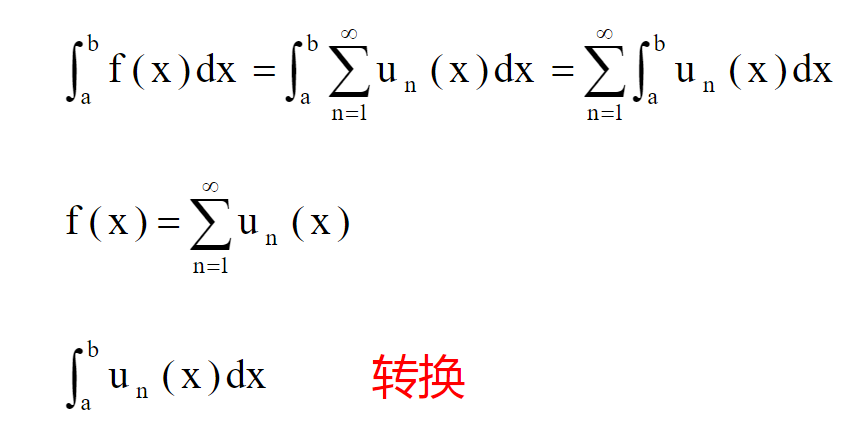 ∫_a^b f(x)dx = ∫_a^b ∑_{n=1}^∞ u_n(x)dx = ∑_{n=1}^∞ ∫_a^b u_n(x)dx
f(x) = ∑_{n=1}^∞ u_n(x)
∫_a^b u_n(x)dx 转换